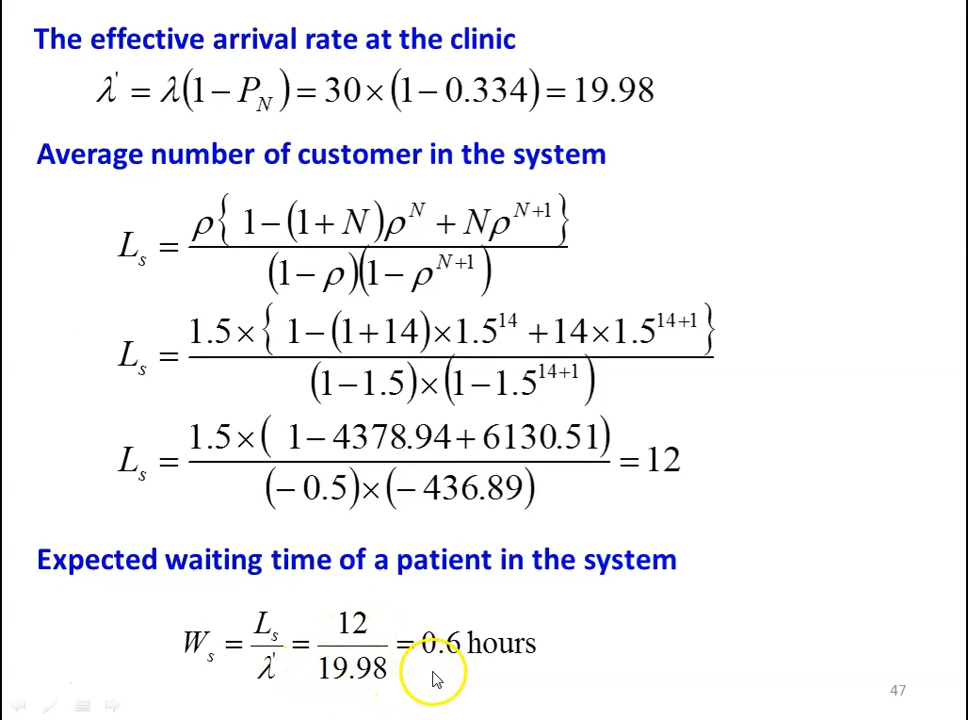 The effective arrival rate at the clinic
λ' = λ(1 − P_N) = 30 × (1 − 0.334) = 19.98
Average number of customer in the system
L_s = ρ{ 1 − (1 + N)ρ^N + Nρ^{N+1} } / (1 − ρ)(1 − ρ^{N+1})
L_s = 1.5 × { 1 − (1 + 14) × 1.5^{14} + 14 × 1.5^{14+1} } / (1 − 1.5) × (1 − 1.5^{14+1})
L_s = 1.5 × ( 1 − 4378.94 + 6130.51) / (− 0.5) × (− 436.89) = 12
Expected waiting time of a patient in the system
W_s = L_s / λ' = 12 / 19.98 = 0.6 hours
47